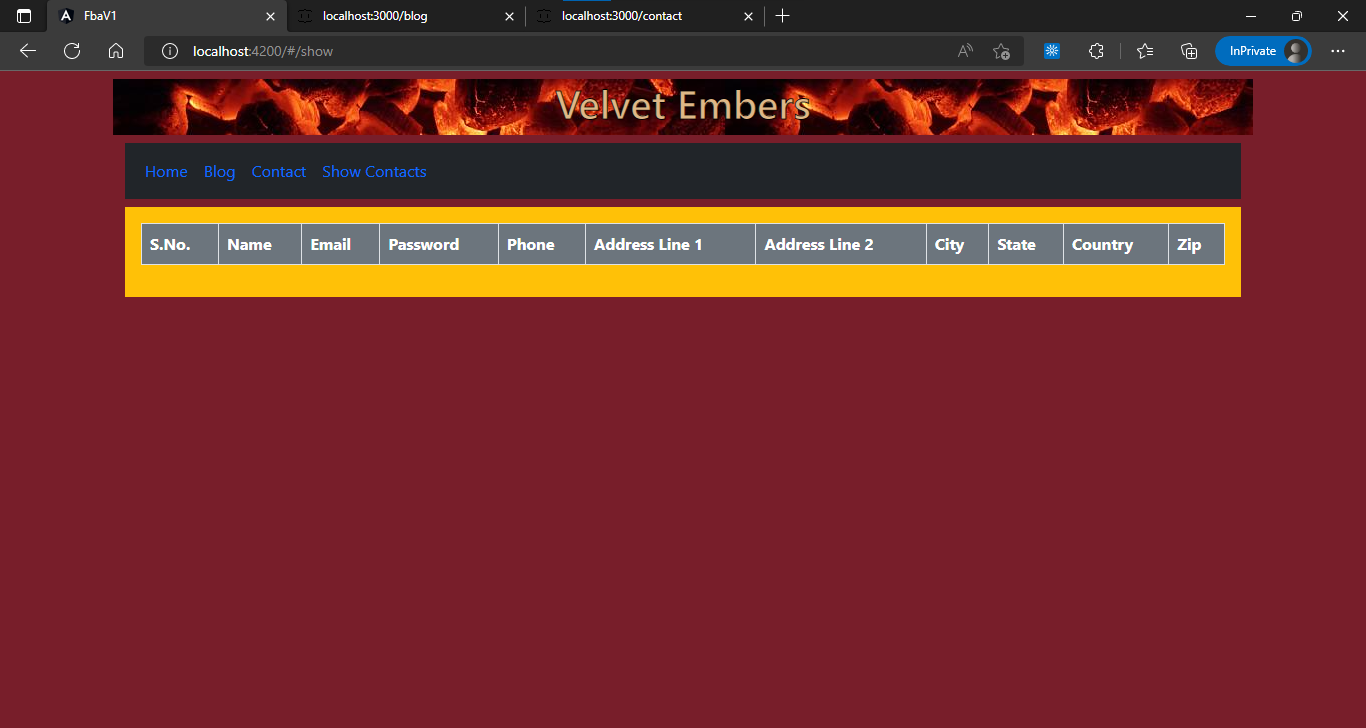 FbaV1 localhost:3000/blog localhost:3000/contact
localhost:4200/#/show InPrivate
Velvet Embers
Home Blog Contact Show Contacts
S.No. Name Email Password Phone Address Line 1 Address Line 2 City State Country Zip